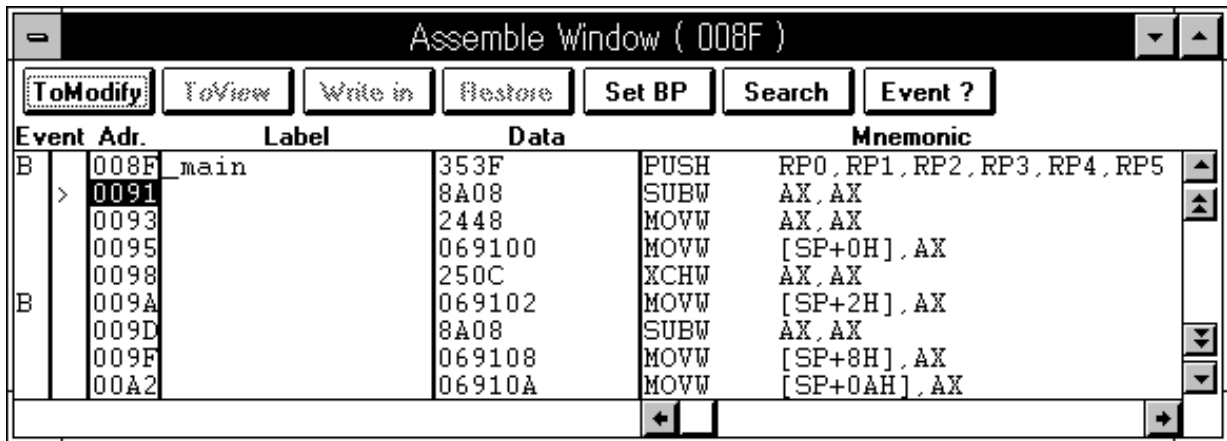 Assemble Window ( 008F )
ToModify ToView Write in Restore Set BP Search Event ?
Event Adr. Label Data Mnemonic
B 008F _main 353F PUSH RP0,RP1,RP2,RP3,RP4,RP5
> 0091 8A08 SUBW AX,AX
0093 2448 MOVW AX,AX
0095 069100 MOVW [SP+0H],AX
0098 250C XCHW AX,AX
B 009A 069102 MOVW [SP+2H],AX
009D 8A08 SUBW AX,AX
009F 069108 MOVW [SP+8H],AX
00A2 06910A MOVW [SP+0AH],AX